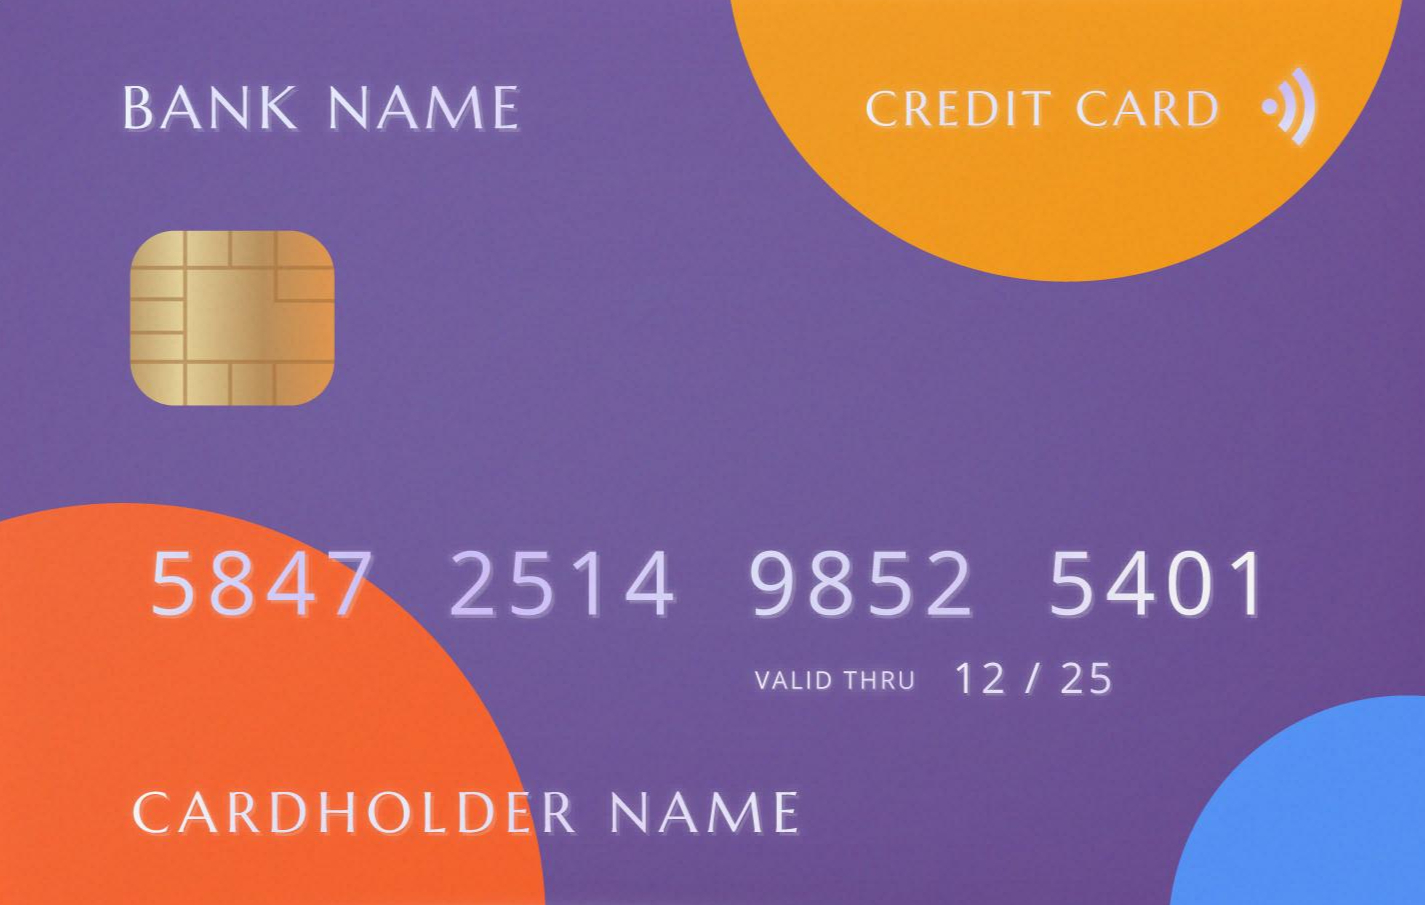 BANK NAME
CREDIT CARD
5847 2514 9852 5401
VALID THRU 12 / 25
CARDHOLDER NAME